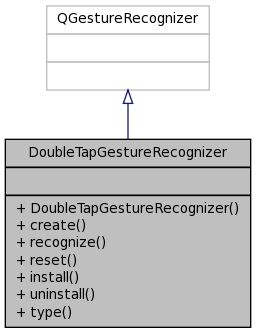 QGestureRecognizer
DoubleTapGestureRecognizer
+ DoubleTapGestureRecognizer()
+ create()
+ recognize()
+ reset()
+ install()
+ uninstall()
+ type()